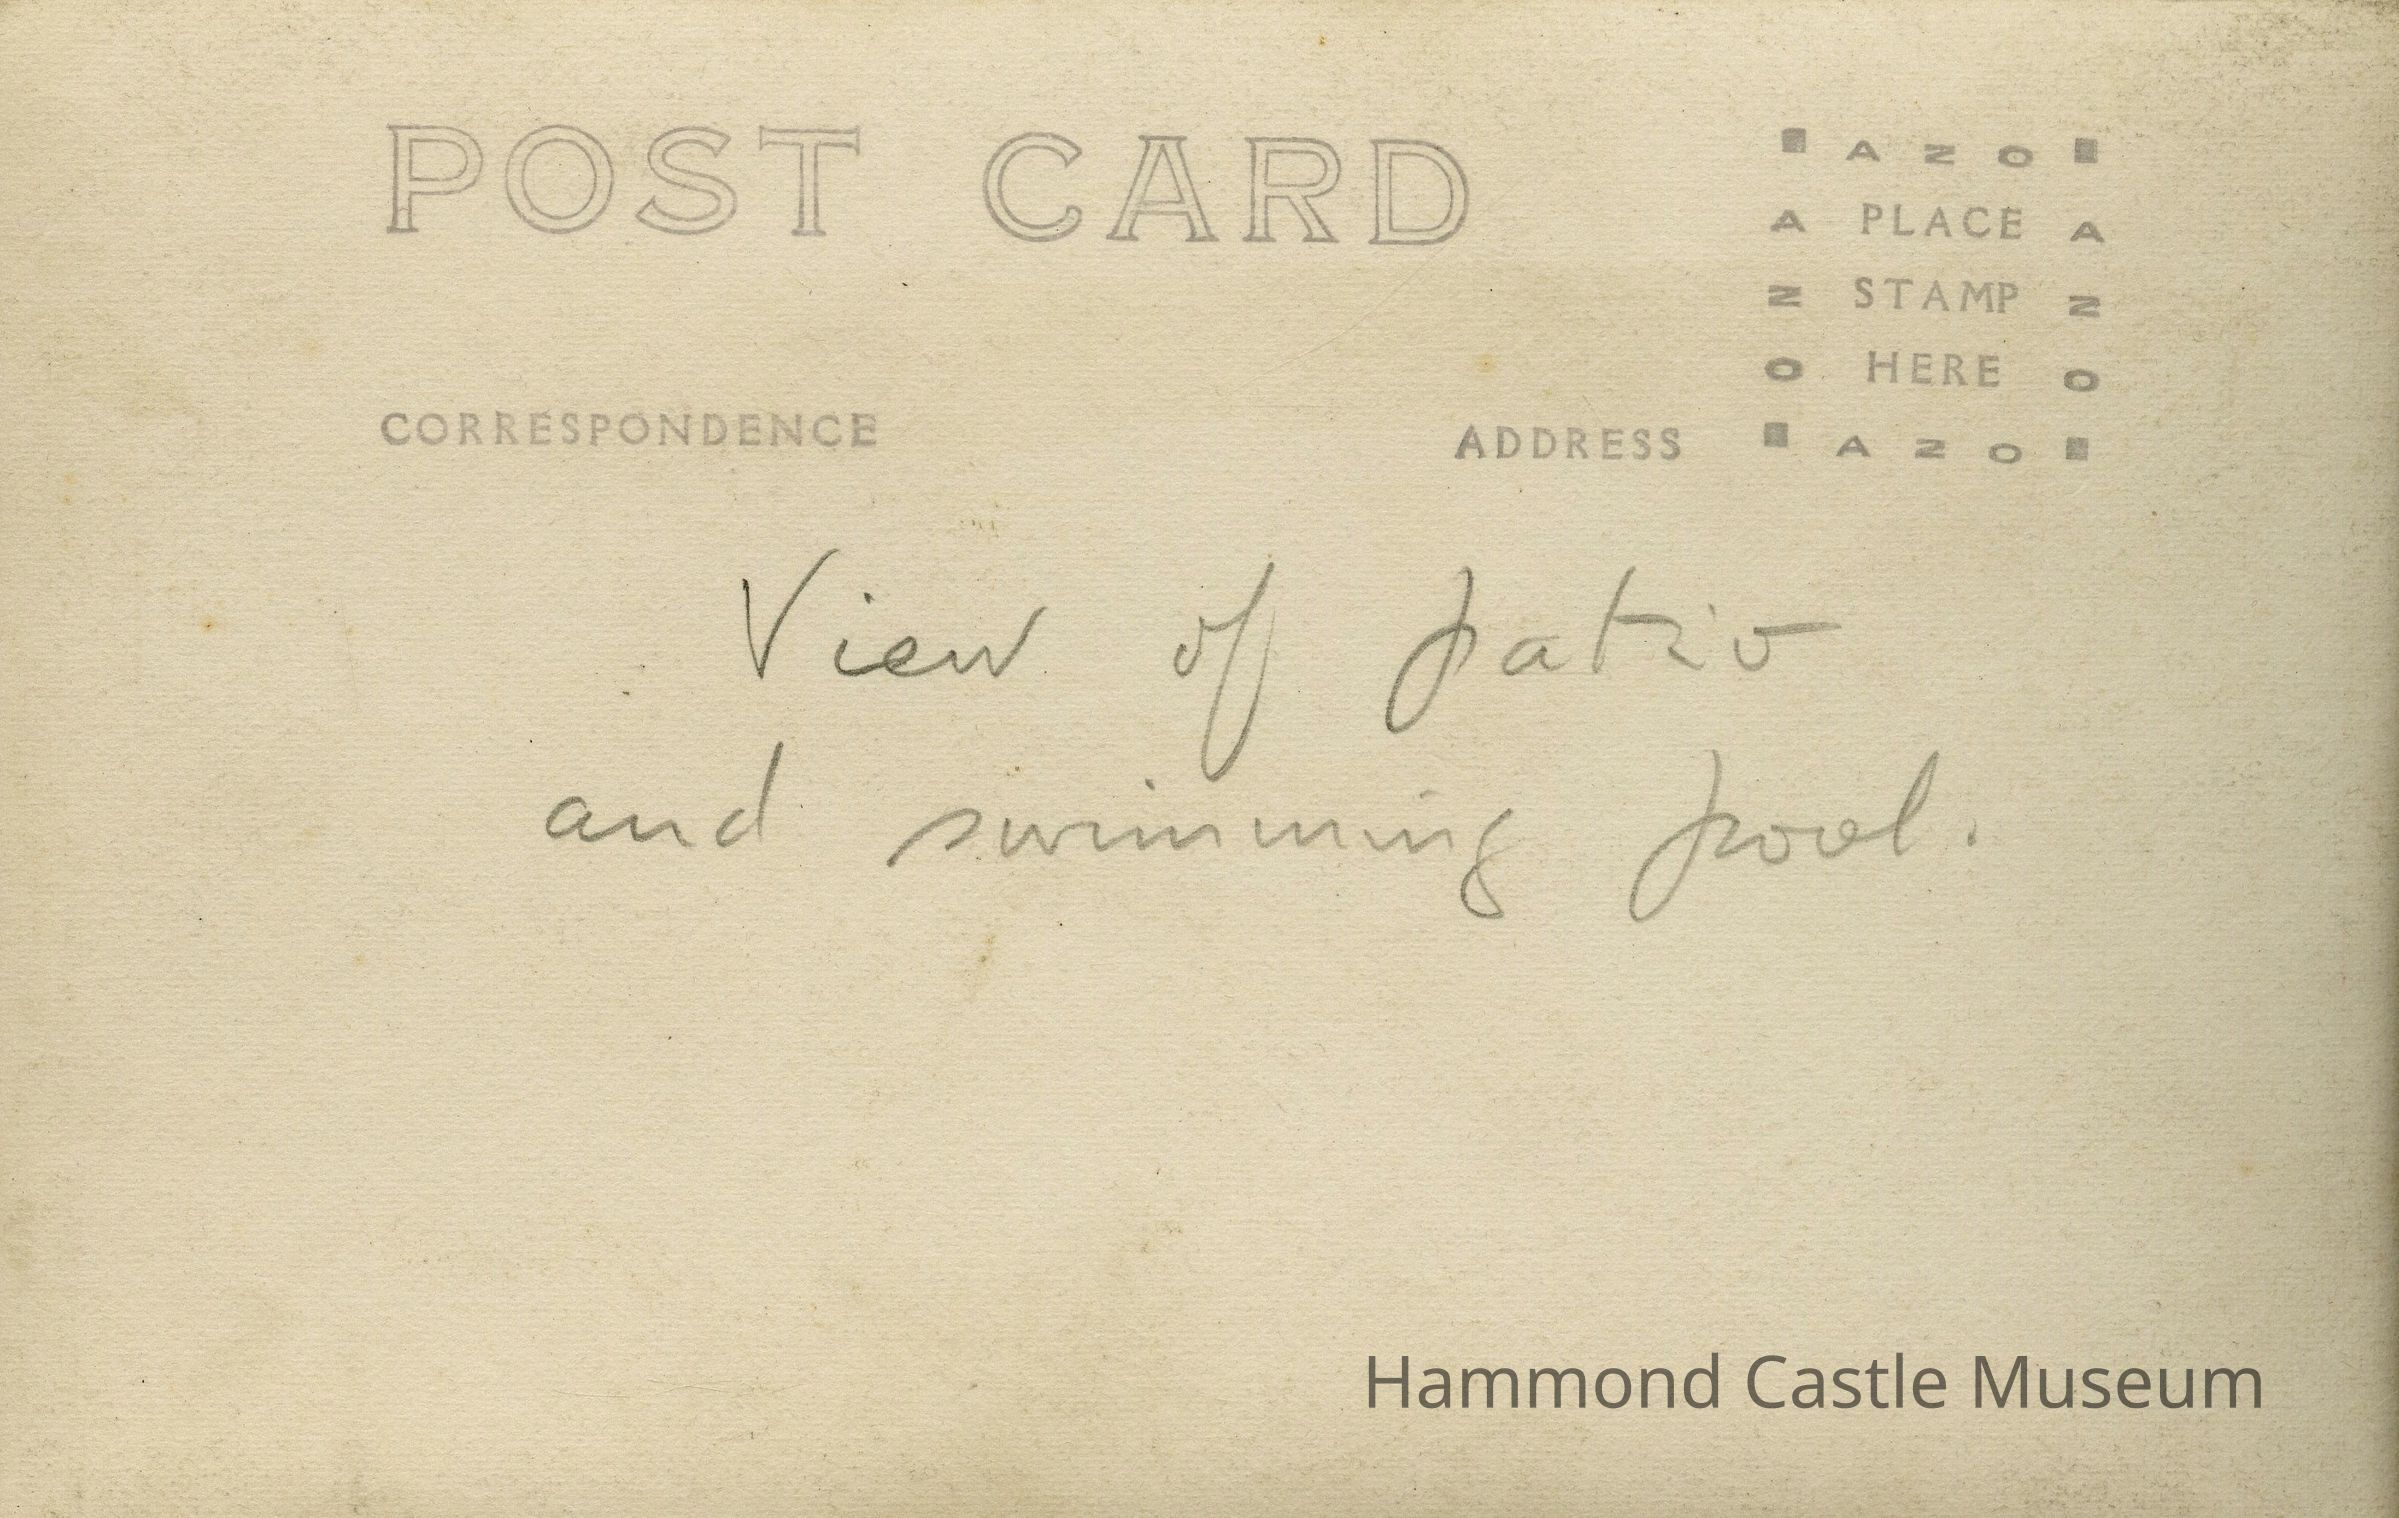 POST CARD
AZO
A PLACE A
Z STAMP Z
O HERE O
AZO
CORRESPONDENCE
ADDRESS
View of patio
and swimming pool.
Hammond Castle Museum